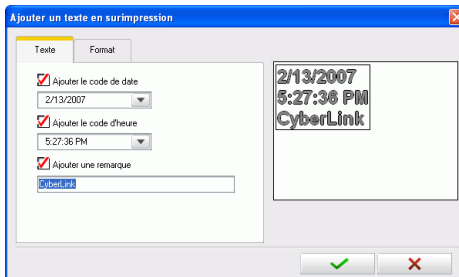 Ajouter un texte en surimpression
Texte
Format
Ajouter le code de date
2/13/2007
Ajouter le code d'heure
5:27:36 PM
Ajouter une remarque
CyberLink
2/13/2007
5:27:36 PM
CyberLink